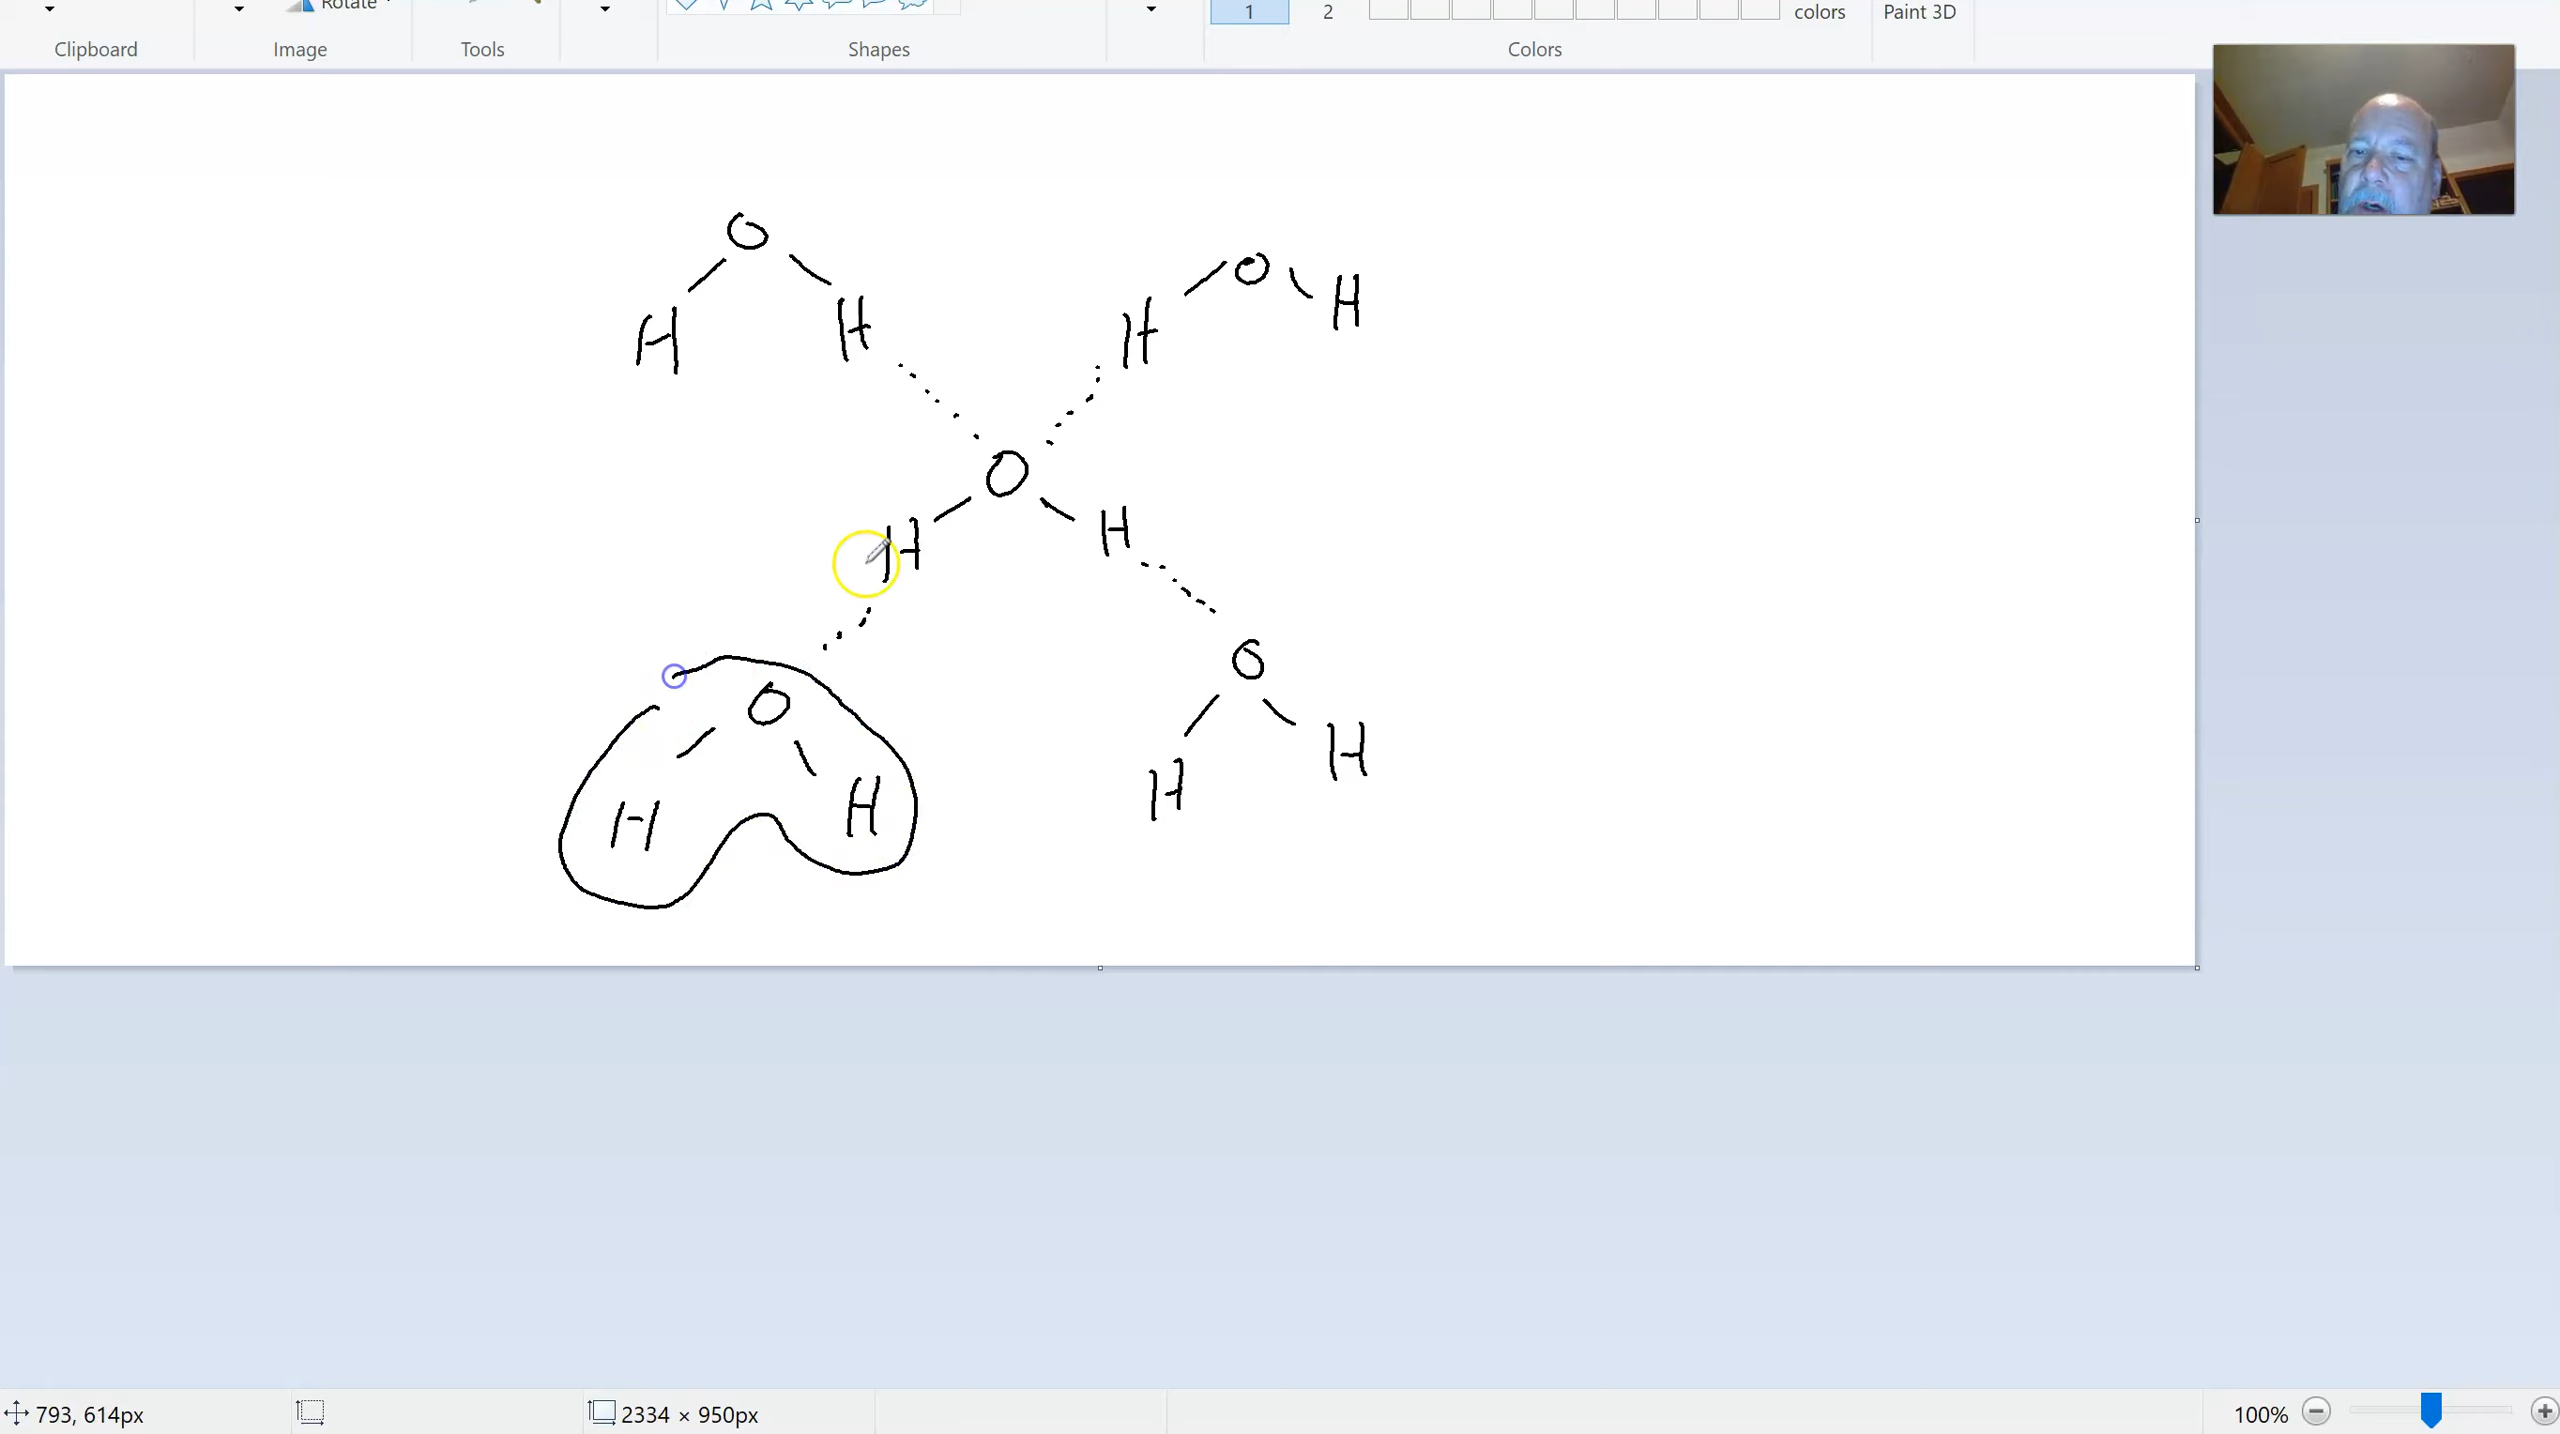 Rotate
1 2 colors Paint 3D
Clipboard Image Tools Shapes Colors
O
O
H
H H
H
O
H H
O
O
H
H
H H
793, 614px 2334 × 950px 100%